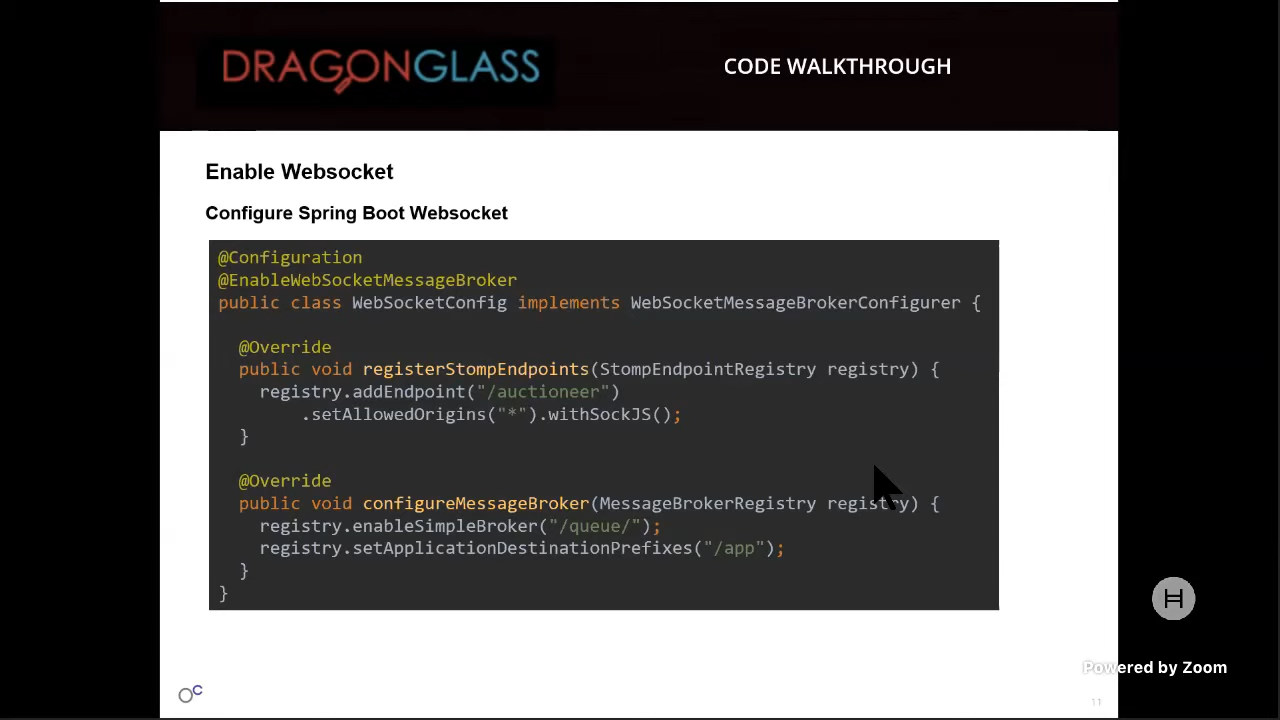 DRAGONGLASS
CODE WALKTHROUGH
Enable Websocket
Configure Spring Boot Websocket
@Configuration
@EnableWebSocketMessageBroker
public class WebSocketConfig implements WebSocketMessageBrokerConfigurer {
@Override
public void registerStompEndpoints(StompEndpointRegistry registry) {
registry.addEndpoint("/auctioneer")
.setAllowedOrigins("*").withSockJS();
}
@Override
public void configureMessageBroker(MessageBrokerRegistry registry) {
registry.enableSimpleBroker("/queue/");
registry.setApplicationDestinationPrefixes("/app");
}
}
H
Powered by Zoom
OC
11